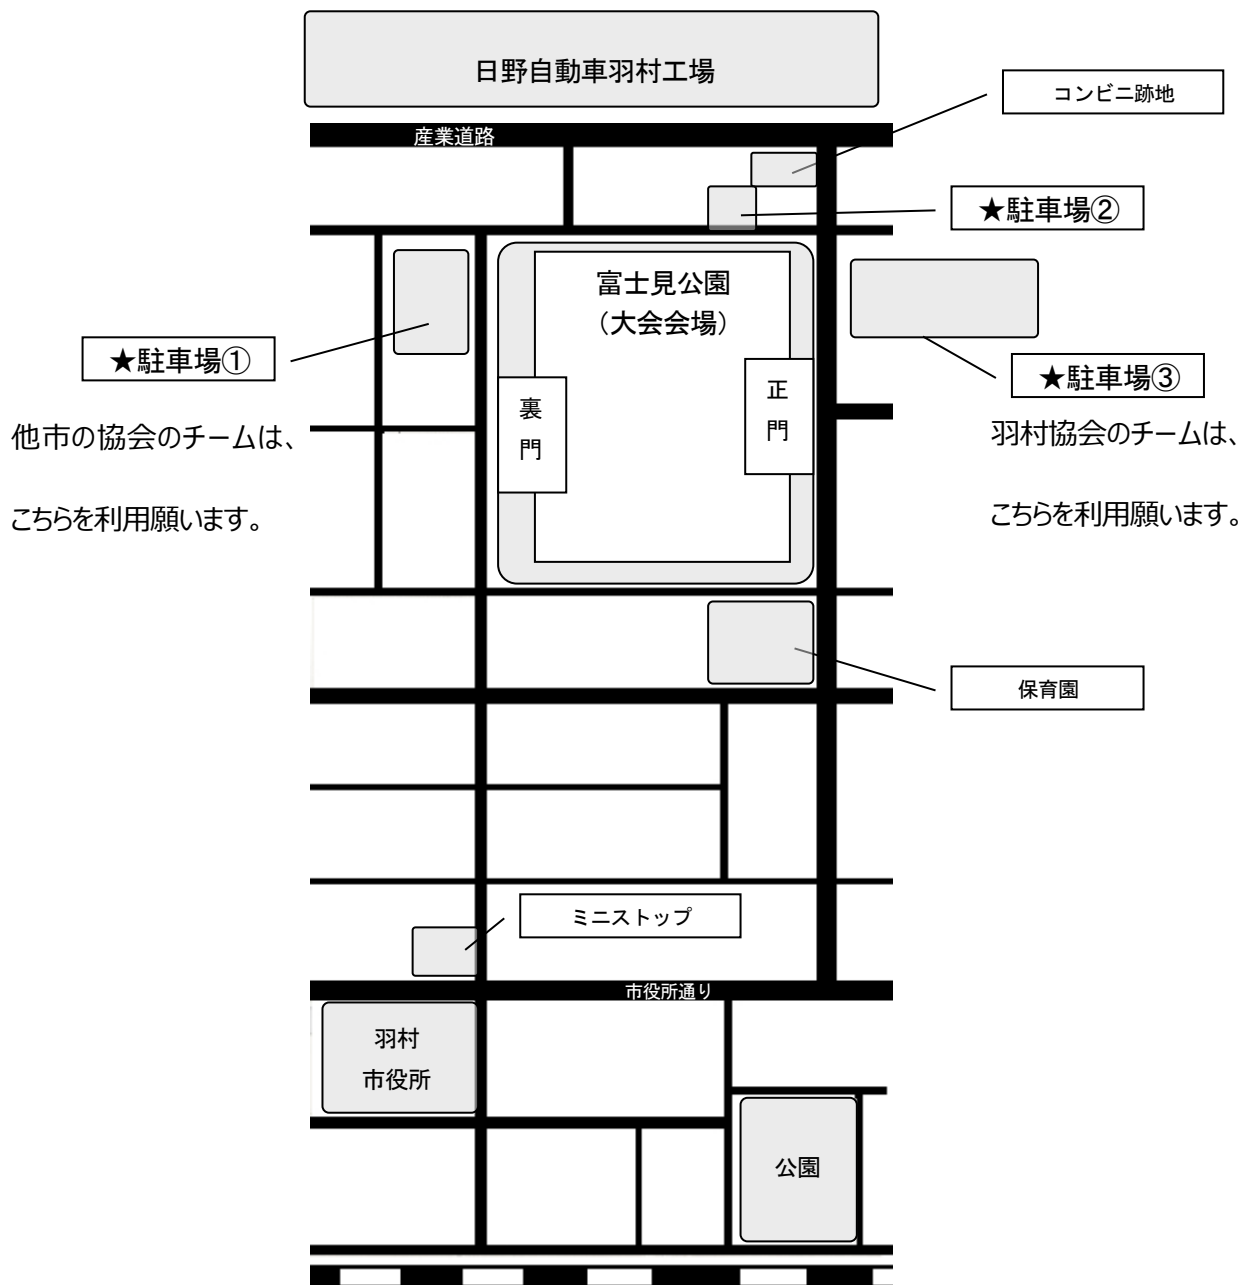 日野自動車羽村工場
コンビニ跡地
産業道路
★駐車場②
富士見公園
（大会会場）
★駐車場①
★駐車場③
裏
門
正
門
他市の協会のチームは、
こちらを利用願います。
羽村協会のチームは、
こちらを利用願います。
保育園
ミニストップ
市役所通り
羽村
市役所
公園